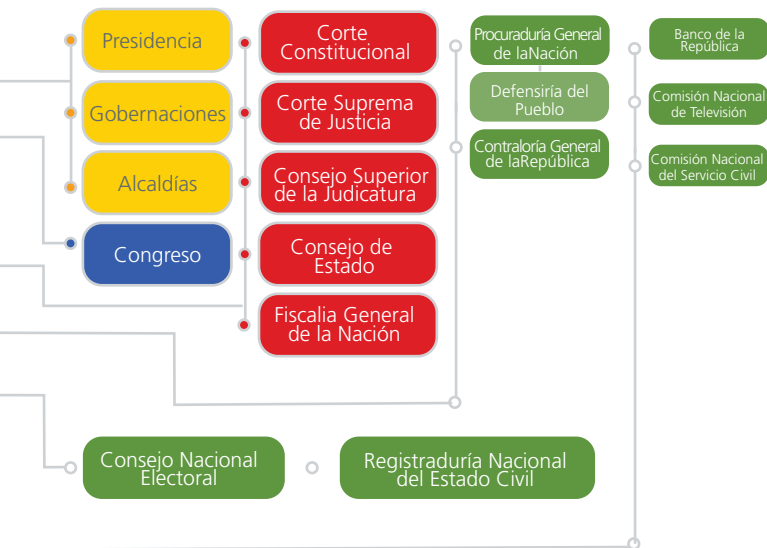 Presidencia
Gobernaciones
Alcaldías
Congreso
Corte
Constitucional
Corte Suprema
de Justicia
Consejo Superior
de la Judicatura
Consejo de
Estado
Fiscalia General
de la Nación
Procuraduría General
de laNación
Defensiría del
Pueblo
Contraloría General
de laRepública
Banco de la
República
Comisión Nacional
de Televisión
Comisión Nacional
del Servicio Civil
Consejo Nacional
Electoral
Registraduría Nacional
del Estado Civil